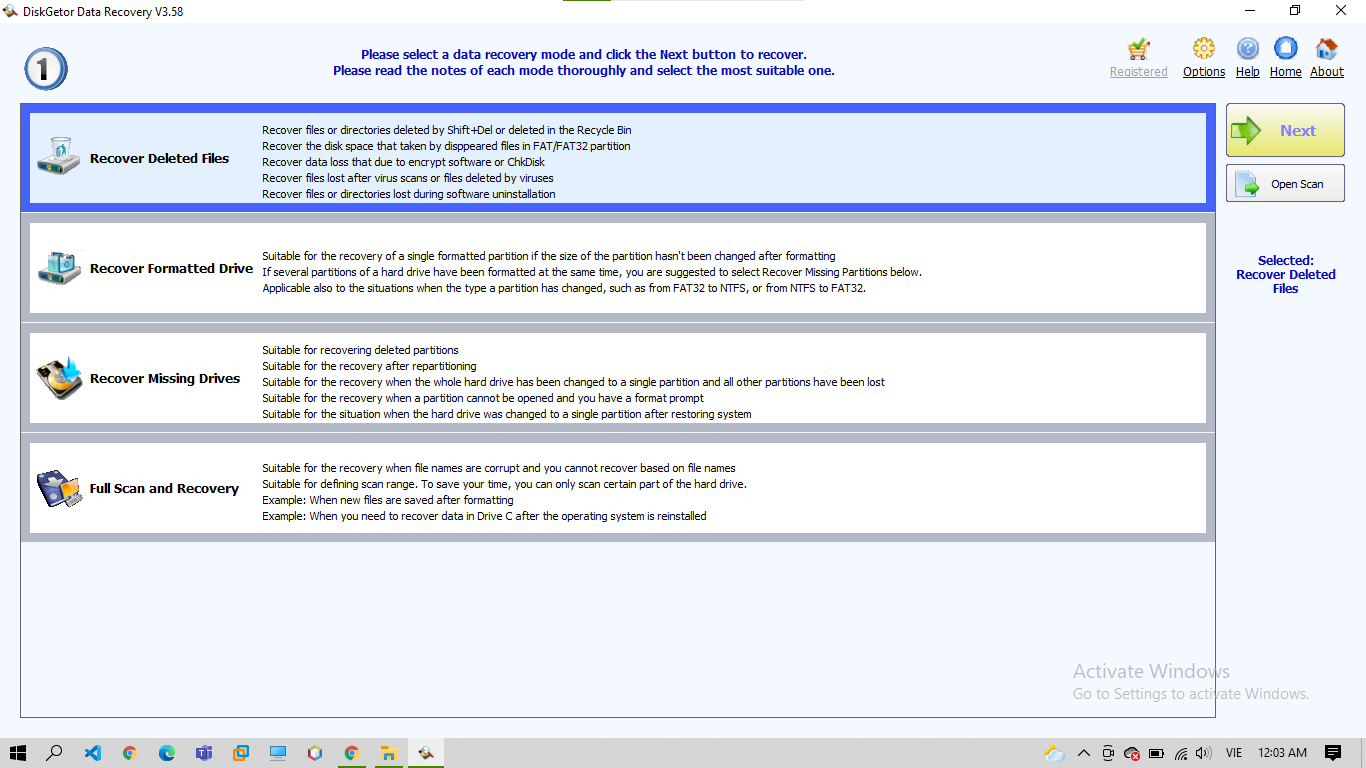 DiskGetor Data Recovery V3.58
1
Please select a data recovery mode and click the Next button to recover.
Please read the notes of each mode thoroughly and select the most suitable one.
Registered
Options
Help
Home
About
Recover Deleted Files
Recover files or directories deleted by Shift+Del or deleted in the Recycle Bin
Recover the disk space that taken by disppeared files in FAT/FAT32 partition
Recover data loss that due to encrypt software or ChkDisk
Recover files lost after virus scans or files deleted by viruses
Recover files or directories lost during software uninstallation
Next
Open Scan
Selected:
Recover Deleted
Files
Recover Formatted Drive
Suitable for the recovery of a single formatted partition if the size of the partition hasn't been changed after formatting
If several partitions of a hard drive have been formatted at the same time, you are suggested to select Recover Missing Partitions below.
Applicable also to the situations when the type a partition has changed, such as from FAT32 to NTFS, or from NTFS to FAT32.
Recover Missing Drives
Suitable for recovering deleted partitions
Suitable for the recovery after repartitioning
Suitable for the recovery when the whole hard drive has been changed to a single partition and all other partitions have been lost
Suitable for the recovery when a partition cannot be opened and you have a format prompt
Suitable for the situation when the hard drive was changed to a single partition after restoring system
Full Scan and Recovery
Suitable for the recovery when file names are corrupt and you cannot recover based on file names
Suitable for defining scan range. To save your time, you can only scan certain part of the hard drive.
Example: When new files are saved after formatting
Example: When you need to recover data in Drive C after the operating system is reinstalled
Activate Windows
Go to Settings to activate Windows.
VIE
12:03 AM